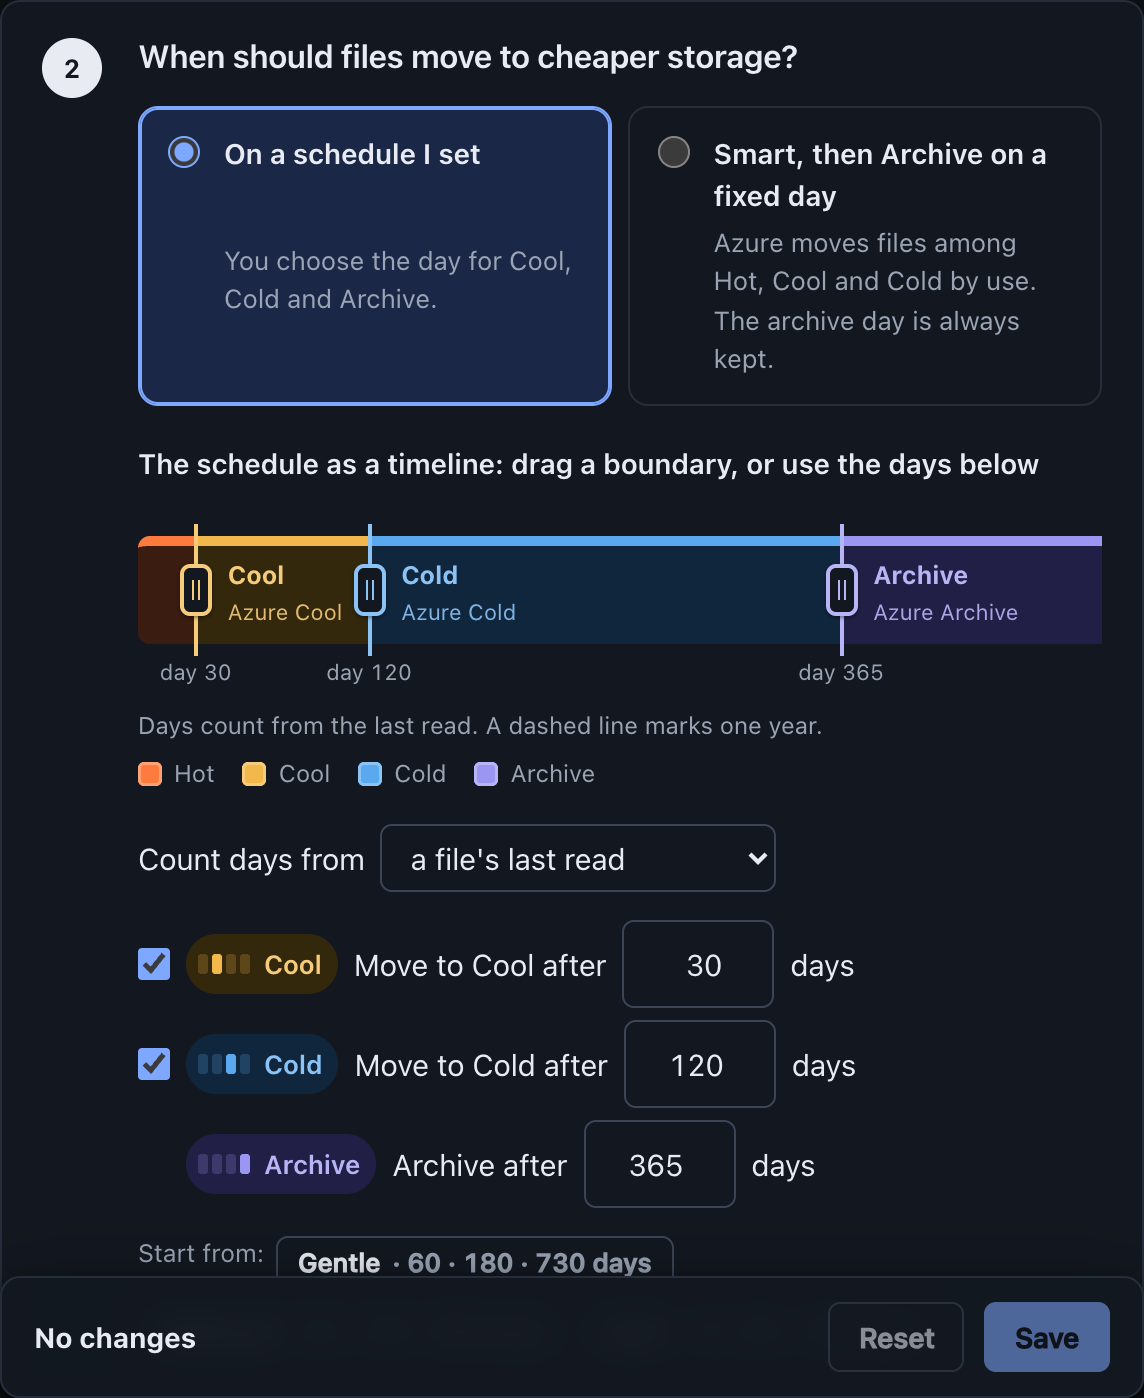 2
When should files move to cheaper storage?
On a schedule I set
You choose the day for Cool,
Cold and Archive.
Smart, then Archive on a
fixed day
Azure moves files among
Hot, Cool and Cold by use.
The archive day is always
kept.
The schedule as a timeline: drag a boundary, or use the days below
Cool
Azure Cool
Cold
Azure Cold
Archive
Azure Archive
day 30
day 120
day 365
Days count from the last read. A dashed line marks one year.
Hot Cool Cold Archive
Count days from a file's last read
Cool Move to Cool after 30 days
Cold Move to Cold after 120 days
Archive Archive after 365 days
Start from: Gentle · 60 · 180 · 730 days
No changes Reset Save